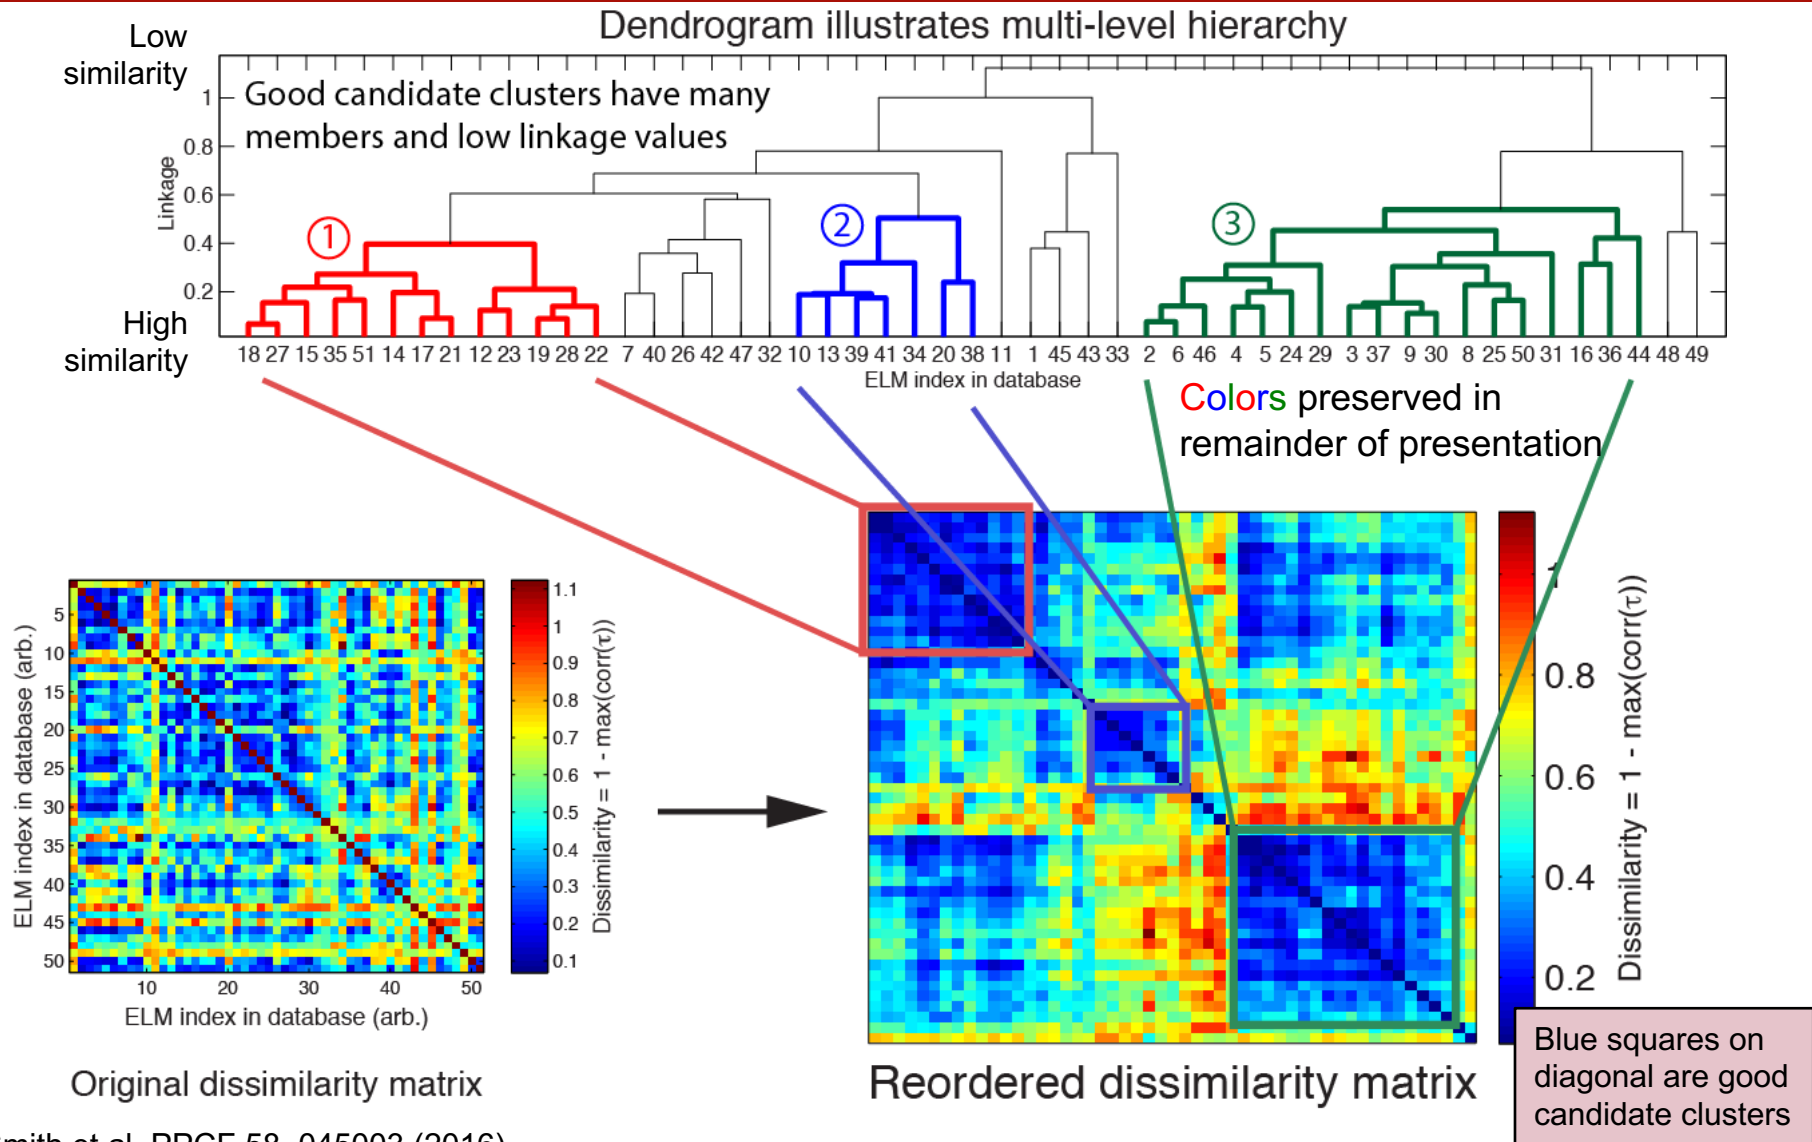 Dendrogram illustrates multi-level hierarchy
Low
similarity
Good candidate clusters have many
members and low linkage values
1
0.8
0.6
0.4
0.2
Linkage
1
2
3
High
similarity
18 27 15 35 51 14 17 21 12 23 19 28 22 7 40 26 42 47 32 10 13 39 41 34 20 38 11 1 45 43 33 2 6 46 4 5 24 29 3 37 9 30 8 25 50 31 16 36 44 48 49
ELM index in database
Colors preserved in
remainder of presentation
5
10
15
20
25
30
35
40
45
50
ELM index in database (arb.)
10 20 30 40 50
ELM index in database (arb.)
1.1
1
0.9
0.8
0.7
0.6
0.5
0.4
0.3
0.2
0.1
Dissimilarity = 1 - max(corr(τ))
Original dissimilarity matrix
1
0.8
0.6
0.4
0.2
Dissimilarity = 1 - max(corr(τ))
Reordered dissimilarity matrix
Blue squares on
diagonal are good
candidate clusters
et al, PPCF 58, 045003 (2016)